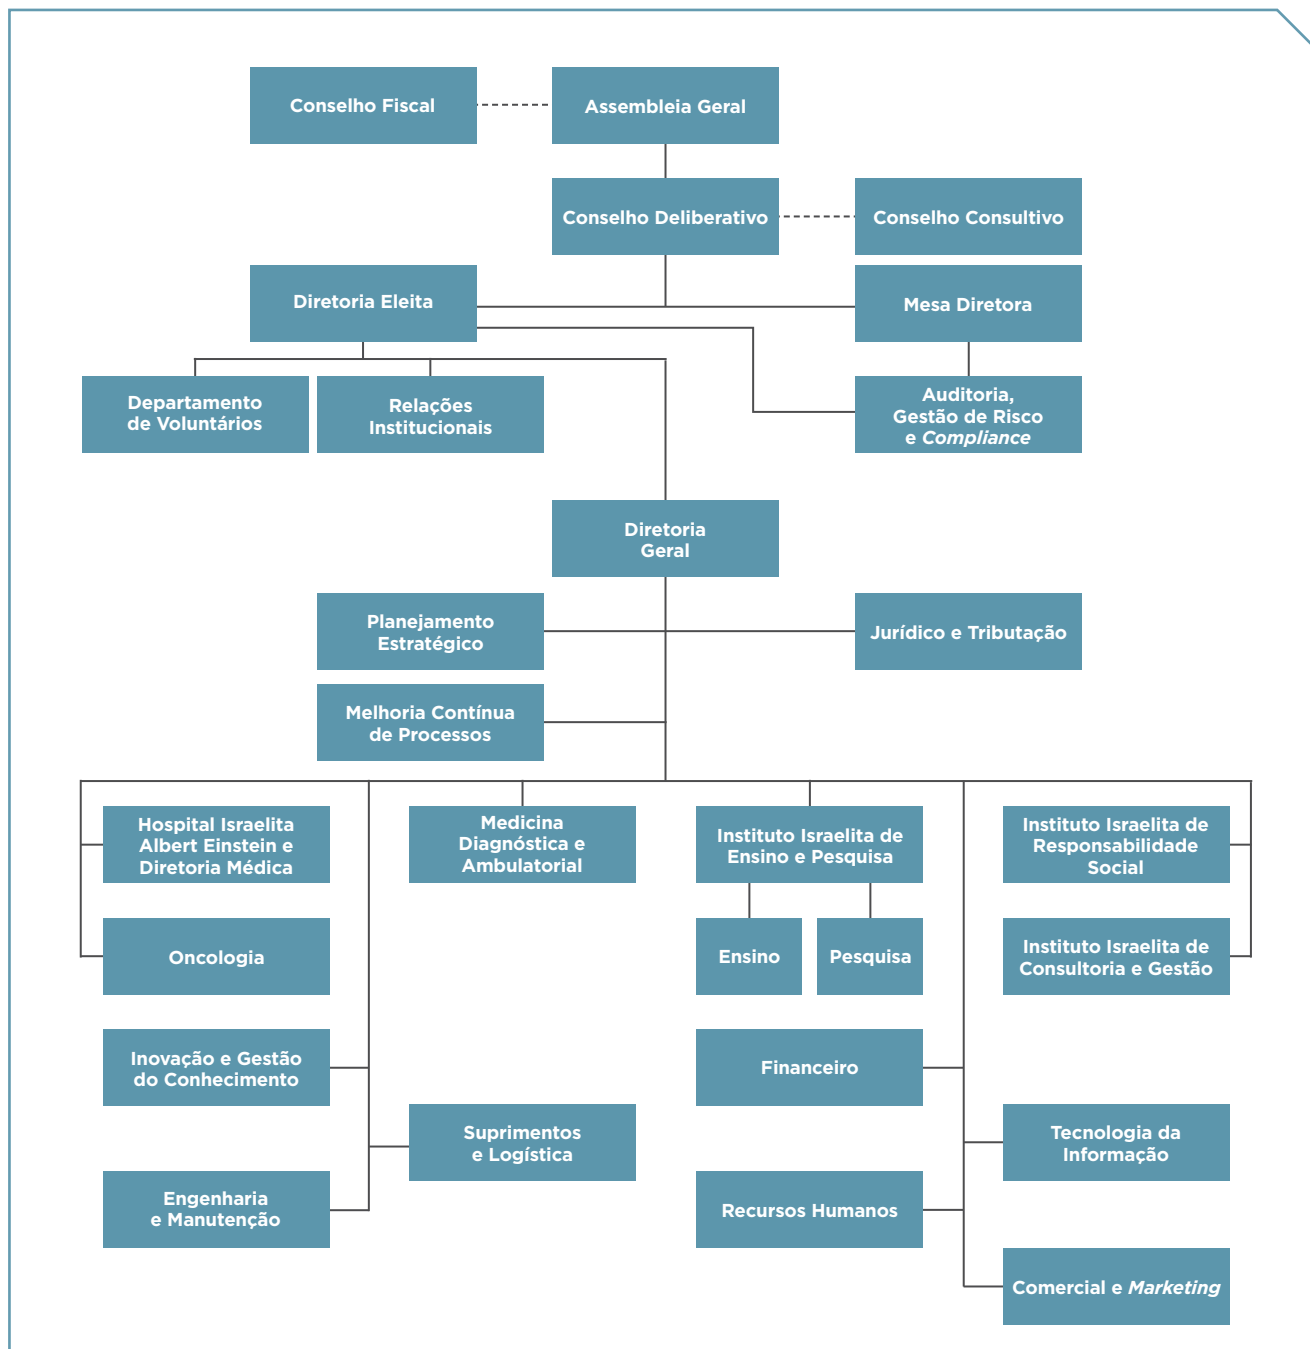 Conselho Fiscal
Assembleia Geral
Conselho Deliberativo
Conselho Consultivo
Diretoria Eleita
Mesa Diretora
Departamento
de Voluntários
Relações
Institucionais
Auditoria,
Gestão de Risco
e Compliance
Diretoria
Geral
Planejamento
Estratégico
Jurídico e Tributação
Melhoria Contínua
de Processos
Hospital Israelita
Albert Einstein e
Diretoria Médica
Medicina
Diagnóstica e
Ambulatorial
Instituto Israelita de
Ensino e Pesquisa
Instituto Israelita de
Responsabilidade
Social
Oncologia
Ensino
Pesquisa
Instituto Israelita de
Consultoria e Gestão
Inovação e Gestão
do Conhecimento
Financeiro
Suprimentos
e Logística
Tecnologia da
Informação
Engenharia
e Manutenção
Recursos Humanos
Comercial e Marketing